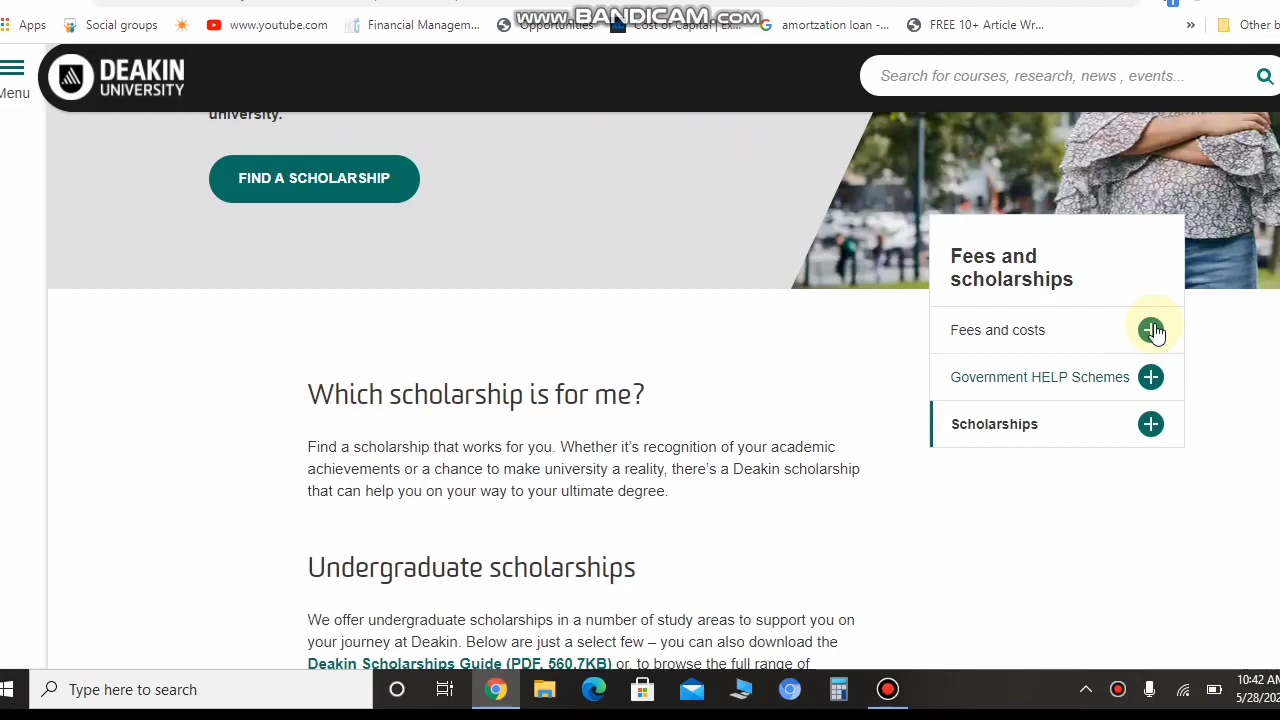 www.BANDICAM.com
Apps
Social groups
www.youtube.com
Financial Managem...
Opportunities
Cost of Capital (Ex...
amortzation loan -...
FREE 10+ Article Wr...
»
Other b
Menu
DEAKIN
UNIVERSITY
Search for courses, research, news , events...
university.
FIND A SCHOLARSHIP
Fees and
scholarships
Fees and costs
Government HELP Schemes
Scholarships
Which scholarship is for me?
Find a scholarship that works for you. Whether it's recognition of your academic
achievements or a chance to make university a reality, there's a Deakin scholarship
that can help you on your way to your ultimate degree.
Undergraduate scholarships
We offer undergraduate scholarships in a number of study areas to support you on
your journey at Deakin. Below are just a select few – you can also download the
Deakin Scholarships Guide (PDF, 560.7KB) or, to browse the full range of
Type here to search
10:42 AM
5/28/20